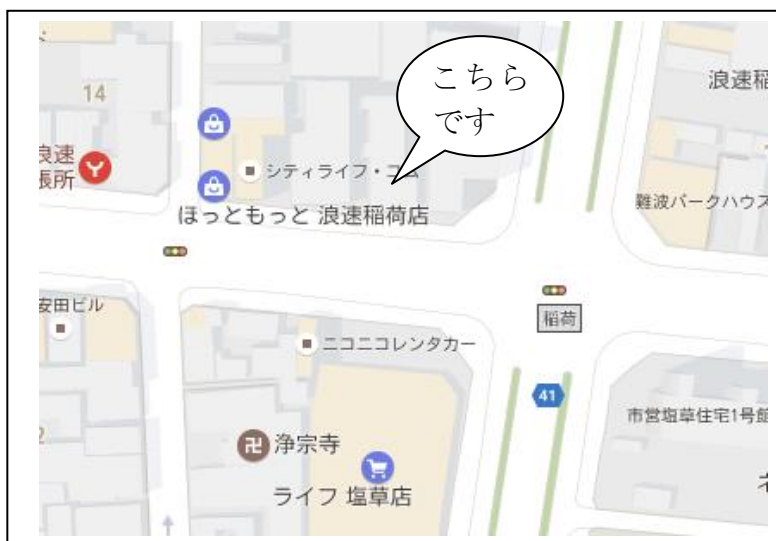 こちら
です
14
浪速稲
浪速
張所
シティライフ・コム
難波パークハウス
ほっともっと 浪速稲荷店
安田ビル
稲荷
ニコニコレンタカー
41
市営塩草住宅1号館
2
卍 浄宗寺
ライフ 塩草店
ネ